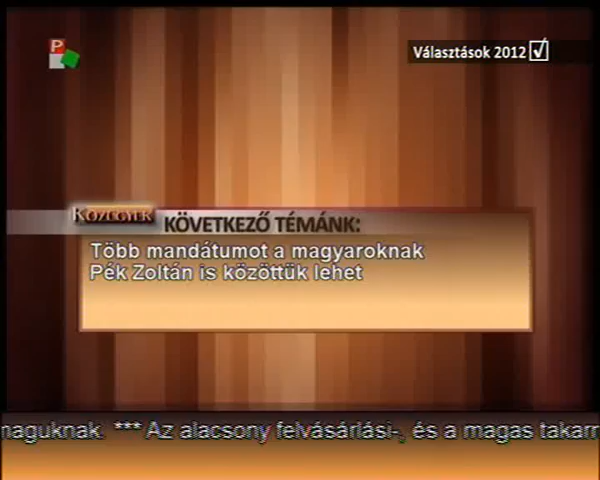 P
Választások 2012
KÖZÜGYEK
KÖVETKEZŐ TÉMÁNK:
Több mandátumot a magyaroknak
Pék Zoltán is közöttük lehet
maguknak. *** Az alacsony felvásárlási-, és a magas takarm